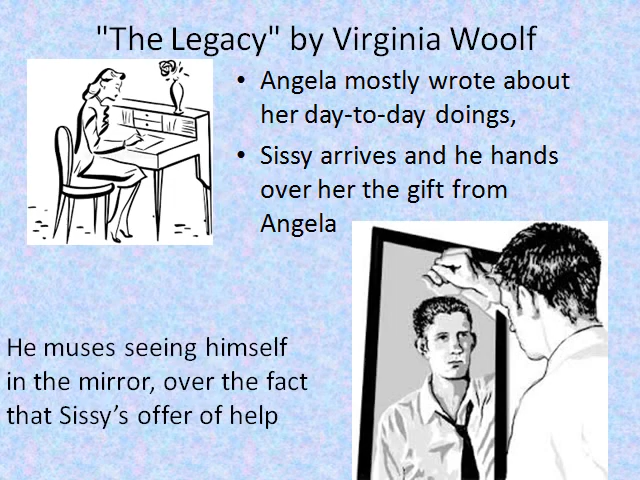 "The Legacy" by Virginia Woolf
• Angela mostly wrote about
her day-to-day doings,
• Sissy arrives and he hands
over her the gift from
Angela
He muses seeing himself
in the mirror, over the fact
that Sissy’s offer of help